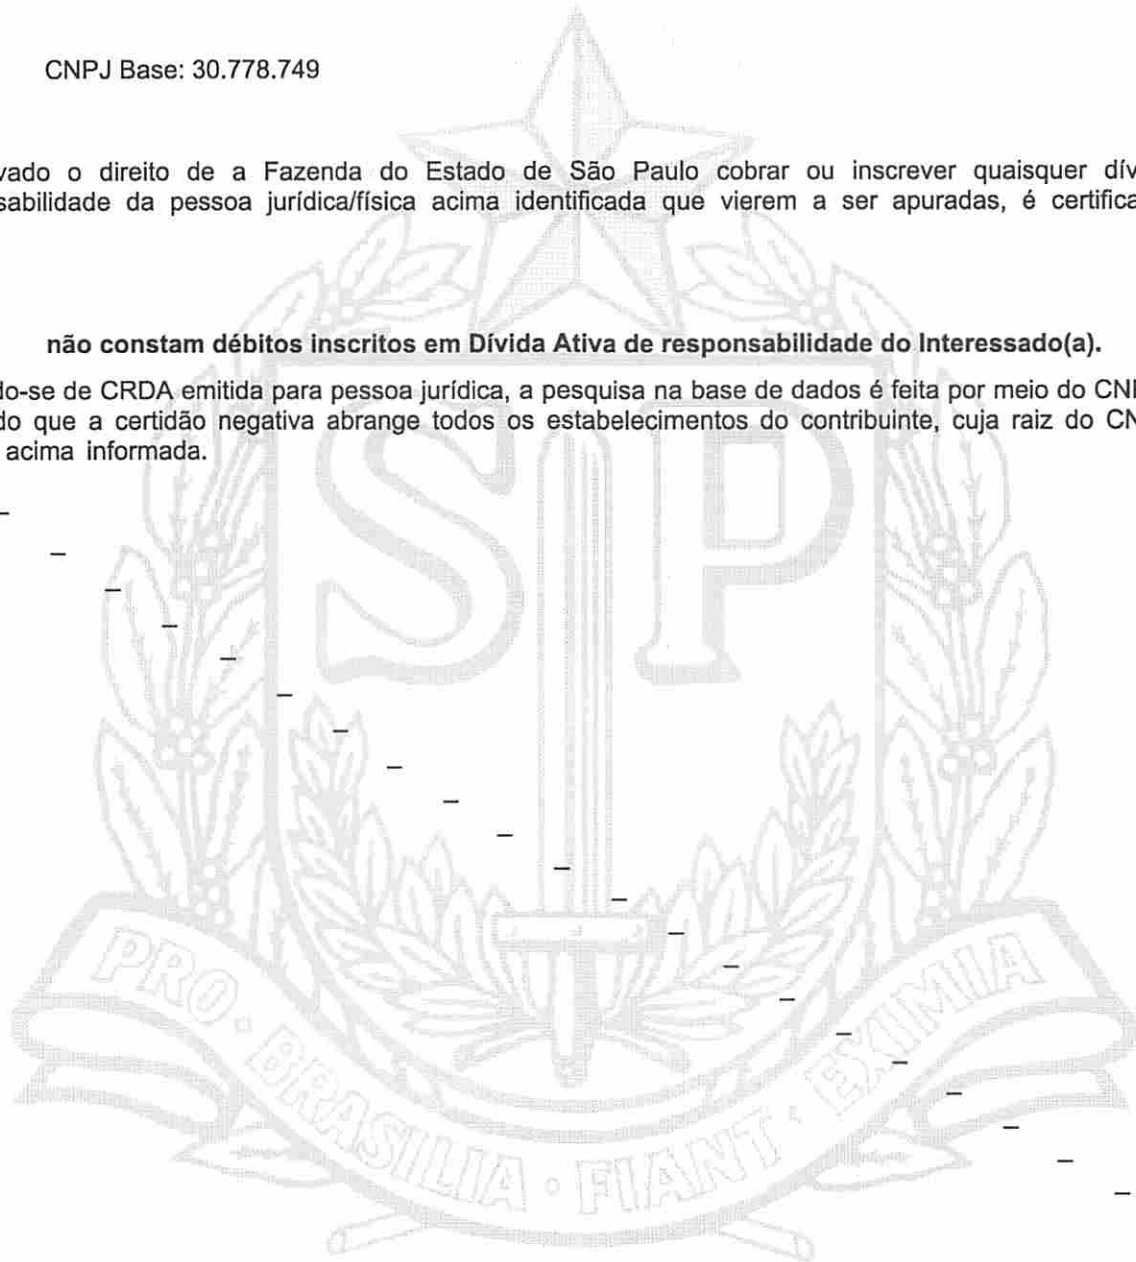 CNPJ Base: 30.778.749
vado o direito de a Fazenda do Estado de São Paulo cobrar ou inscrever quaisquer dív
sabilidade da pessoa jurídica/física acima identificada que vierem a ser apuradas, é certifica
não constam débitos inscritos em Dívida Ativa de responsabilidade do Interessado(a).
do-se de CRDA emitida para pessoa jurídica, a pesquisa na base de dados é feita por meio do CN
do que a certidão negativa abrange todos os estabelecimentos do contribuinte, cuja raiz do CN
acima informada.
SP
PRO · BRASILIA · FIANT · EXIMIA